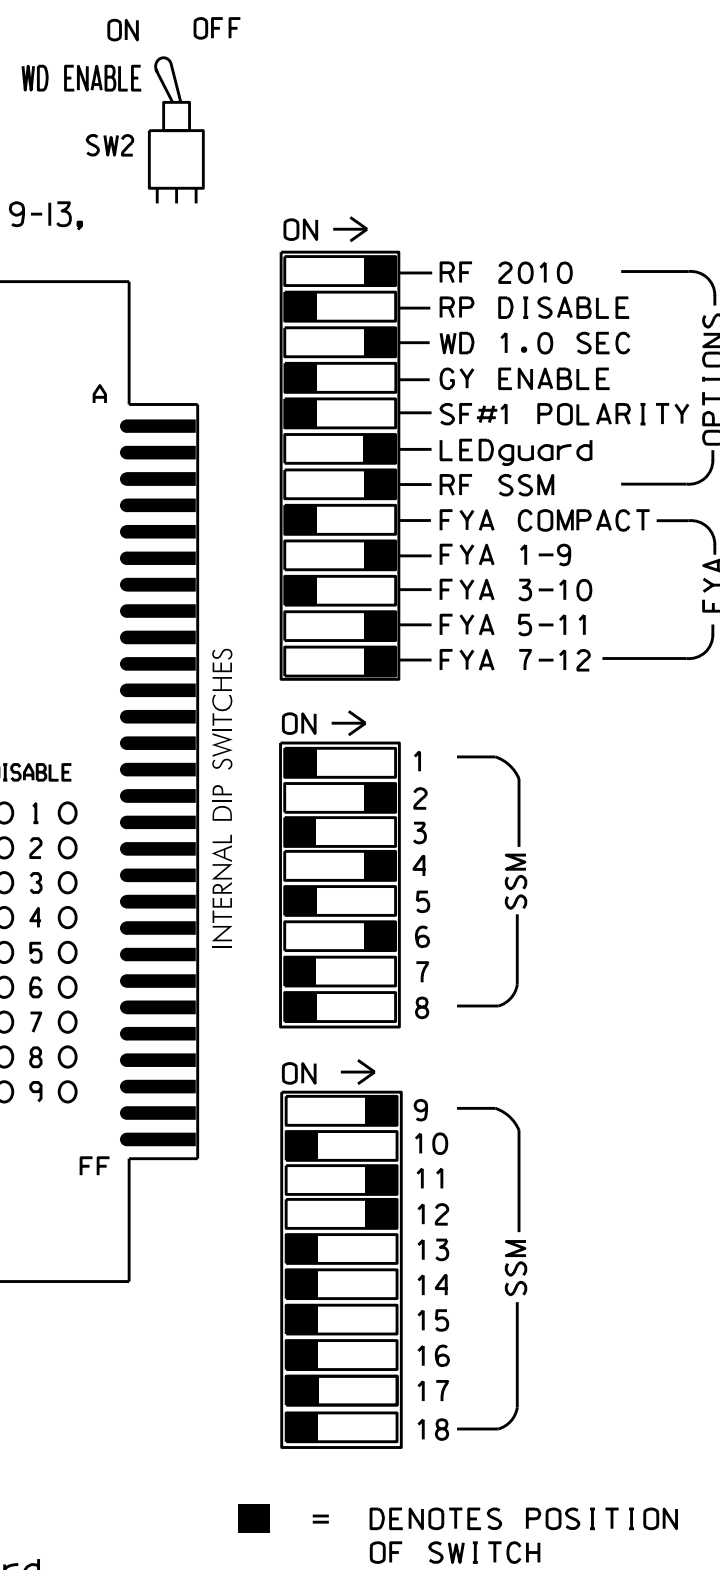 ON OFF
WD ENABLE
SW2
9-13,
ON
RF 2010
RP DISABLE
WD 1.0 SEC
GY ENABLE
SF#1 POLARITY
LEDguard
RF SSM
OPTIONS
FYA COMPACT
FYA 1-9
FYA 3-10
FYA 5-11
FYA 7-12
FYA
A
FF
INTERNAL DIP SWITCHES
ISABLE
1
2
3
4
5
6
7
8
9
ON
1
2
3
4
5
6
7
8
SSM
ON
9
10
11
12
13
14
15
16
17
18
SSM
= DENOTES POSITION
OF SWITCH